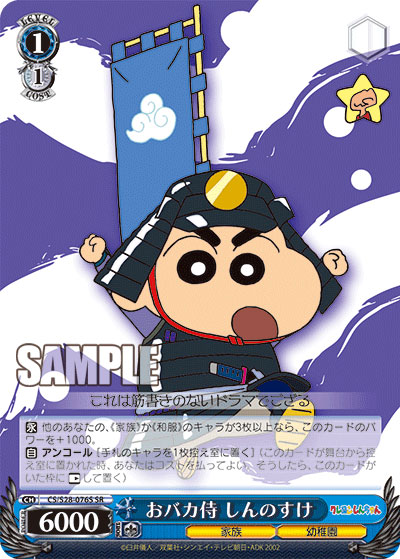 LEVEL
1
1
COST
SAMPLE
これは筋書きのないドラマでござる
永 他のあなたの、《家族》か《和服》のキャラが3枚以上なら、このカードのパ
ワーを+1000。
自 アンコール [手札のキャラを1枚控え室に置く] (このカードが舞台から控
え室に置かれた時、あなたはコストを払ってよい。そうしたら、このカードが
いた枠にレストして置く)
CH
CS/S28-076S SR
6000
おバカ侍 しんのすけ
クレヨンしんちゃん
家族
幼稚園
©臼井儀人/双葉社・シンエイ・テレビ朝日・ADK 2002